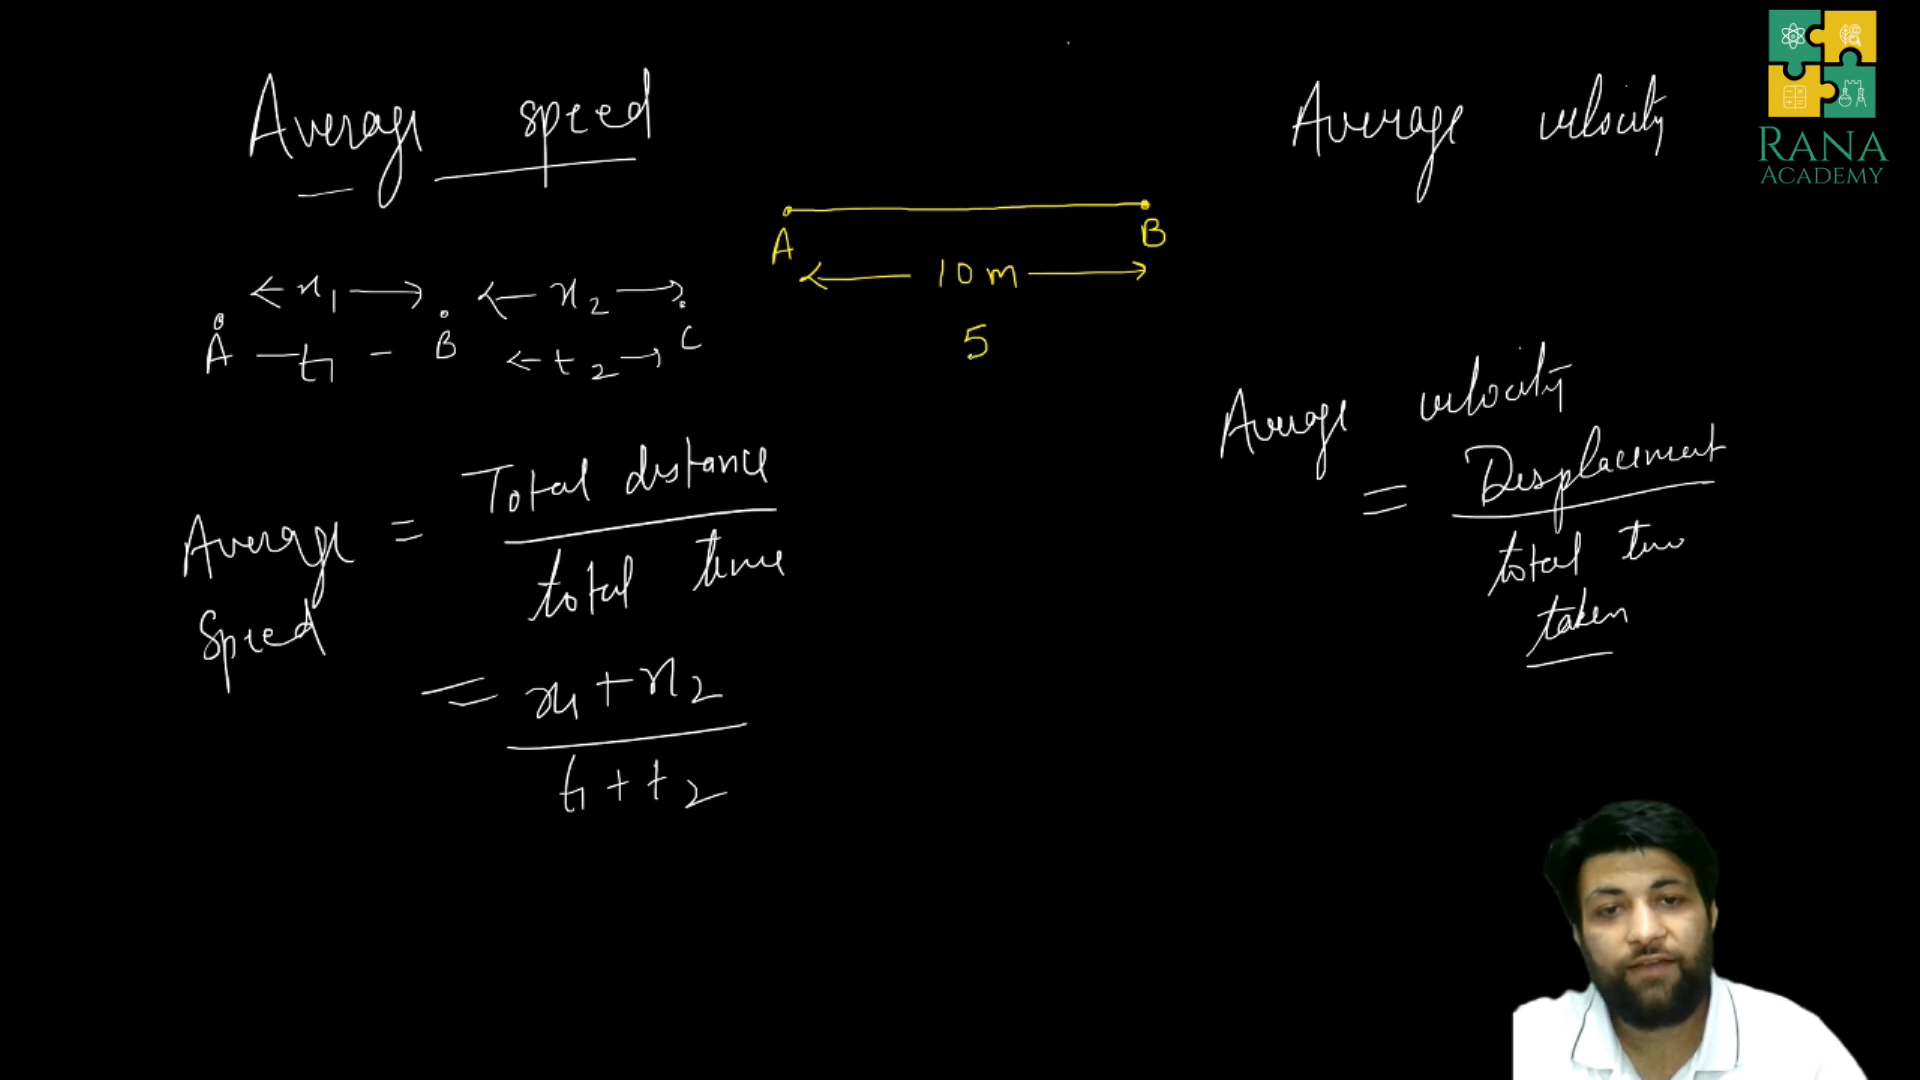 Average speed
Average velocity
RANA
ACADEMY
A B
10 m
5
x1 x2
A t1 B t2 C
Average velocity
= Displacement
total time
taken
Average Speed = Total distance
total time
= x1 + x2
t1 + t2